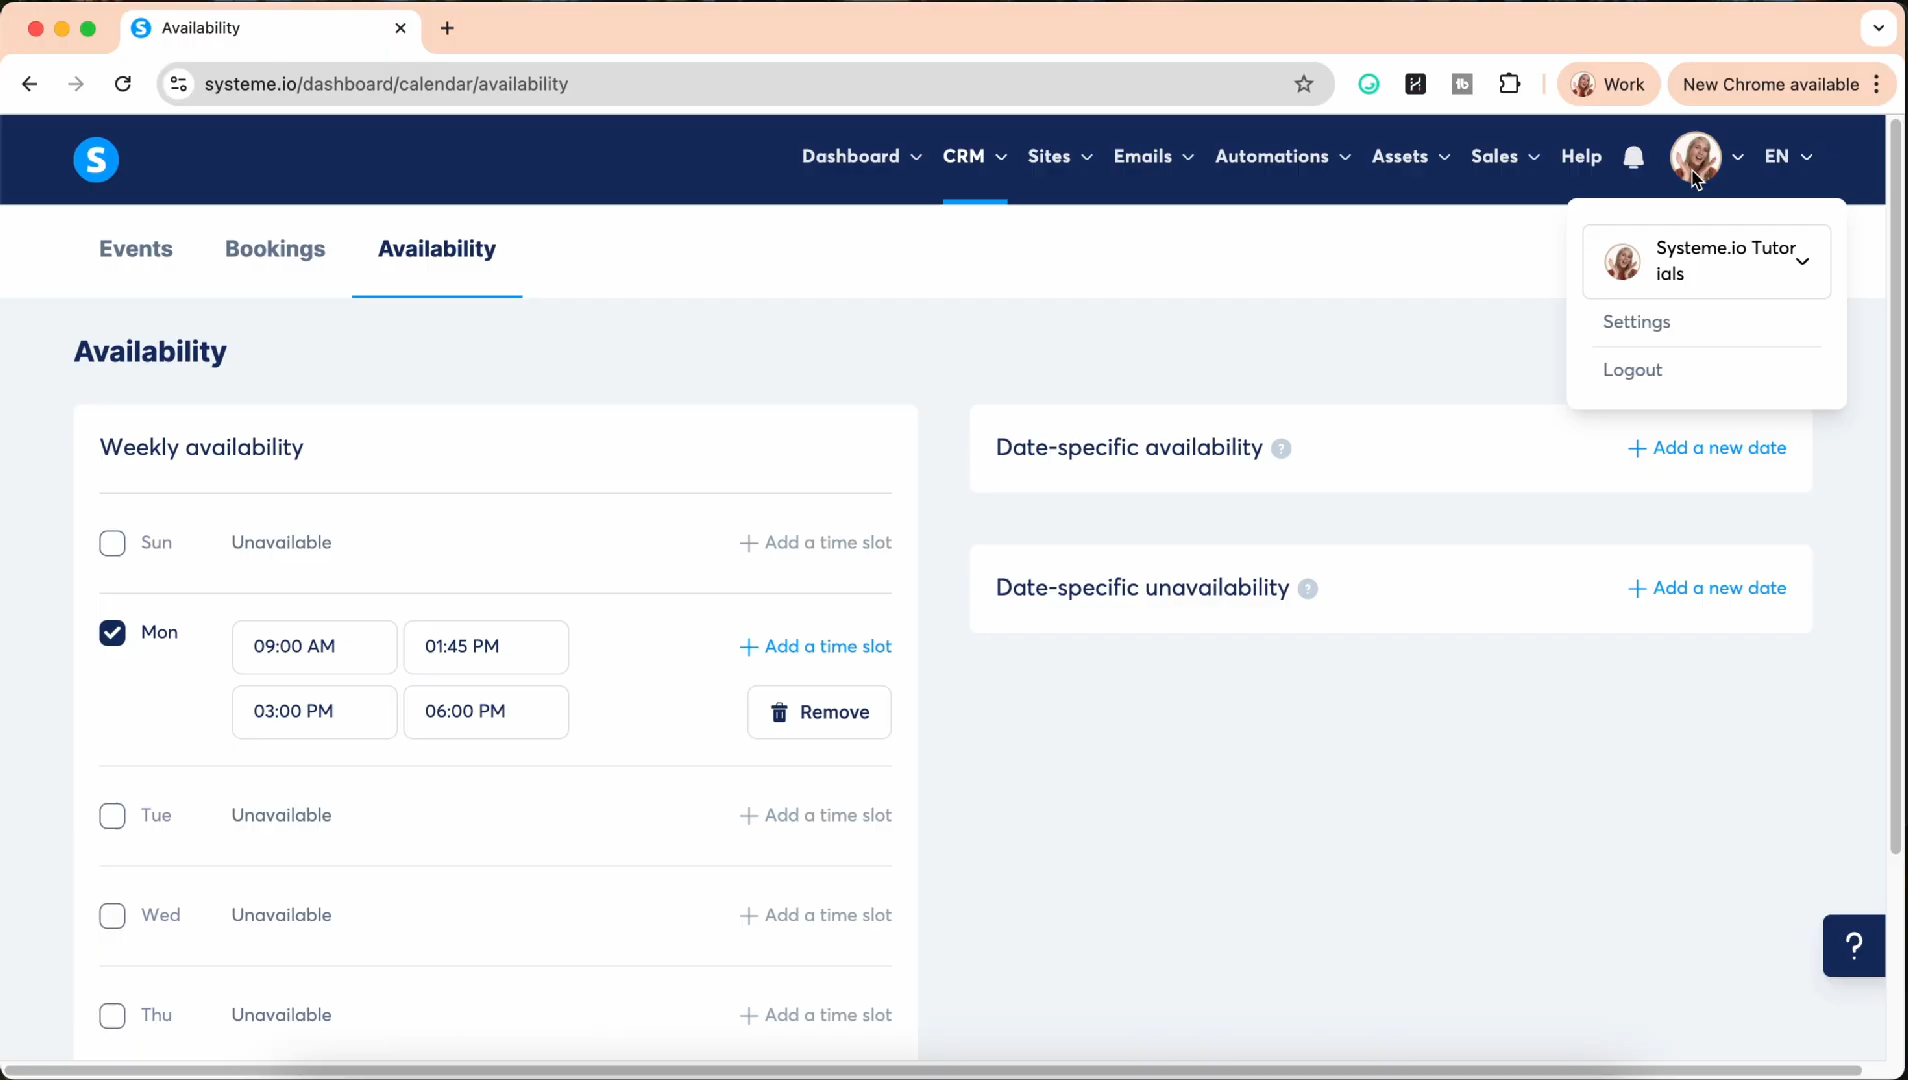 Availability
systeme.io/dashboard/calendar/availability
Work
New Chrome available
S
Dashboard
CRM
Sites
Emails
Automations
Assets
Sales
Help
EN
Events
Bookings
Availability
Systeme.io Tutor
ials
Settings
Logout
Availability
Weekly availability
Sun
Unavailable
+ Add a time slot
Mon
09:00 AM
01:45 PM
+ Add a time slot
03:00 PM
06:00 PM
Remove
Tue
Unavailable
+ Add a time slot
Wed
Unavailable
+ Add a time slot
Thu
Unavailable
+ Add a time slot
Date-specific availability ?
+ Add a new date
Date-specific unavailability ?
+ Add a new date
?